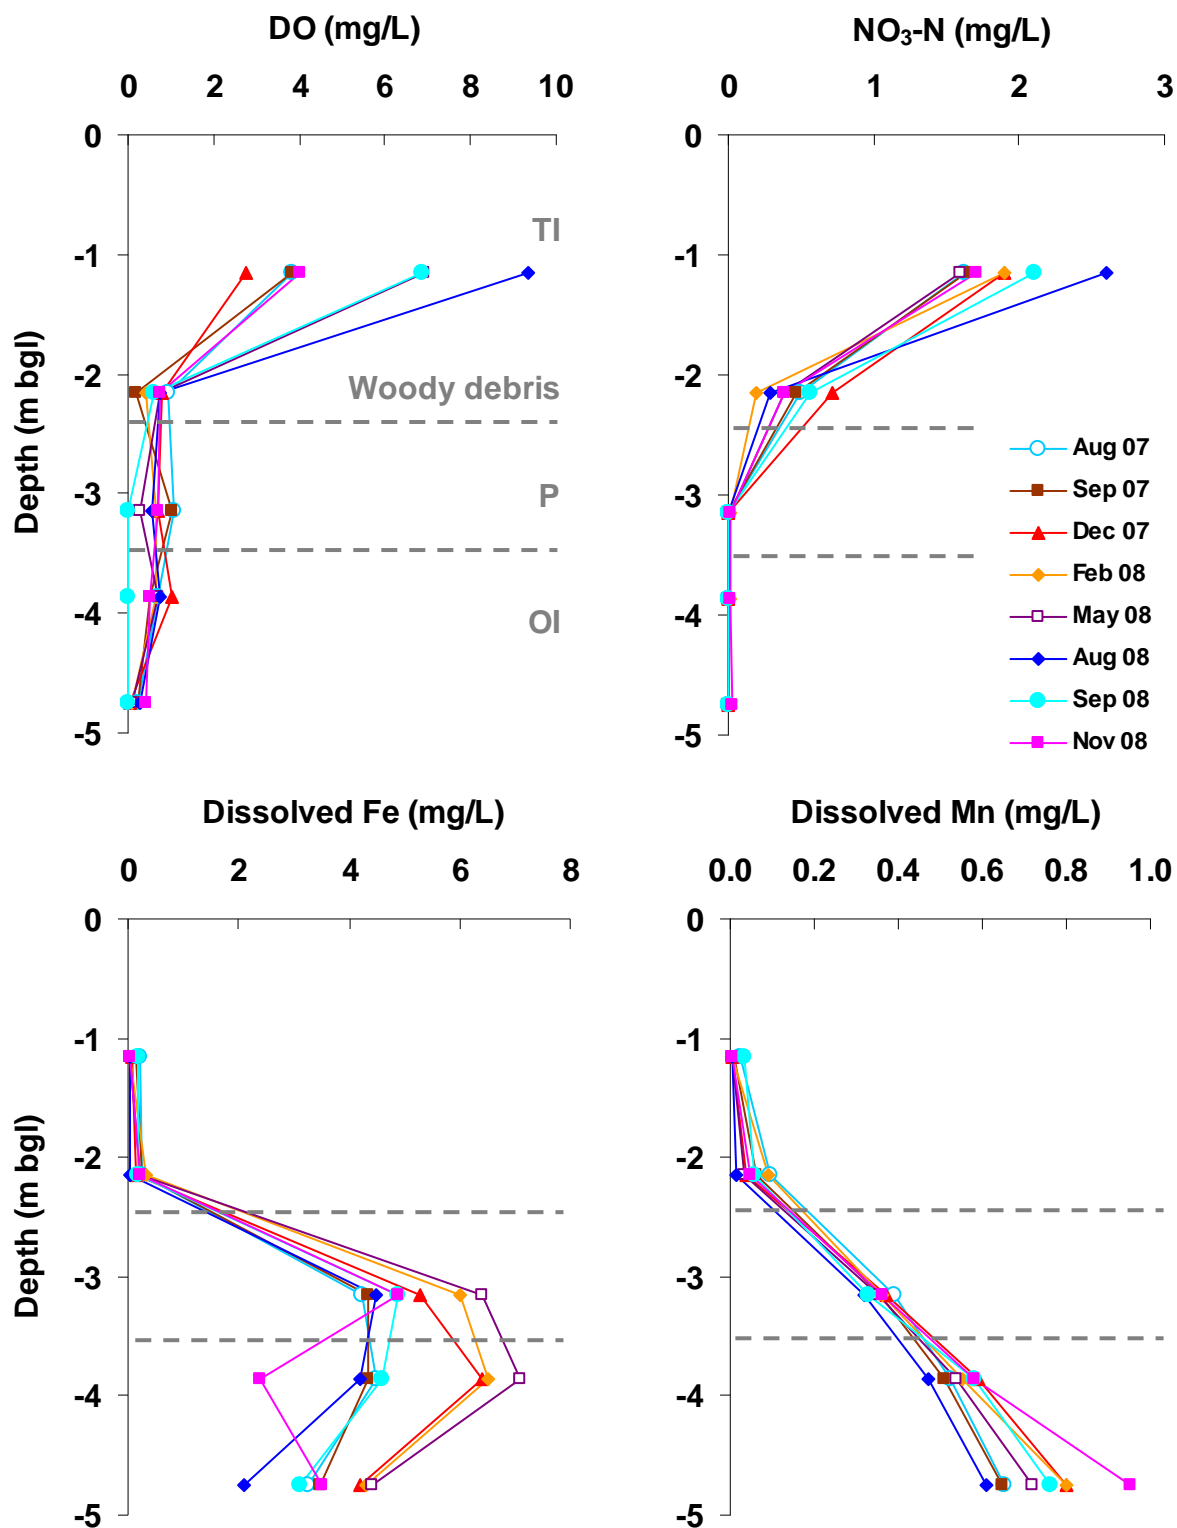 DO (mg/L)
NO₃-N (mg/L)
0 2 4 6 8 10
0 1 2 3
0
-1
-2
-3
-4
-5
Depth (m bgl)
TI
Woody debris
P
OI
0
-1
-2
-3
-4
-5
Aug 07
Sep 07
Dec 07
Feb 08
May 08
Aug 08
Sep 08
Nov 08
Dissolved Fe (mg/L)
Dissolved Mn (mg/L)
0 2 4 6 8
0.0 0.2 0.4 0.6 0.8 1.0
0
-1
-2
-3
-4
-5
Depth (m bgl)
0
-1
-2
-3
-4
-5